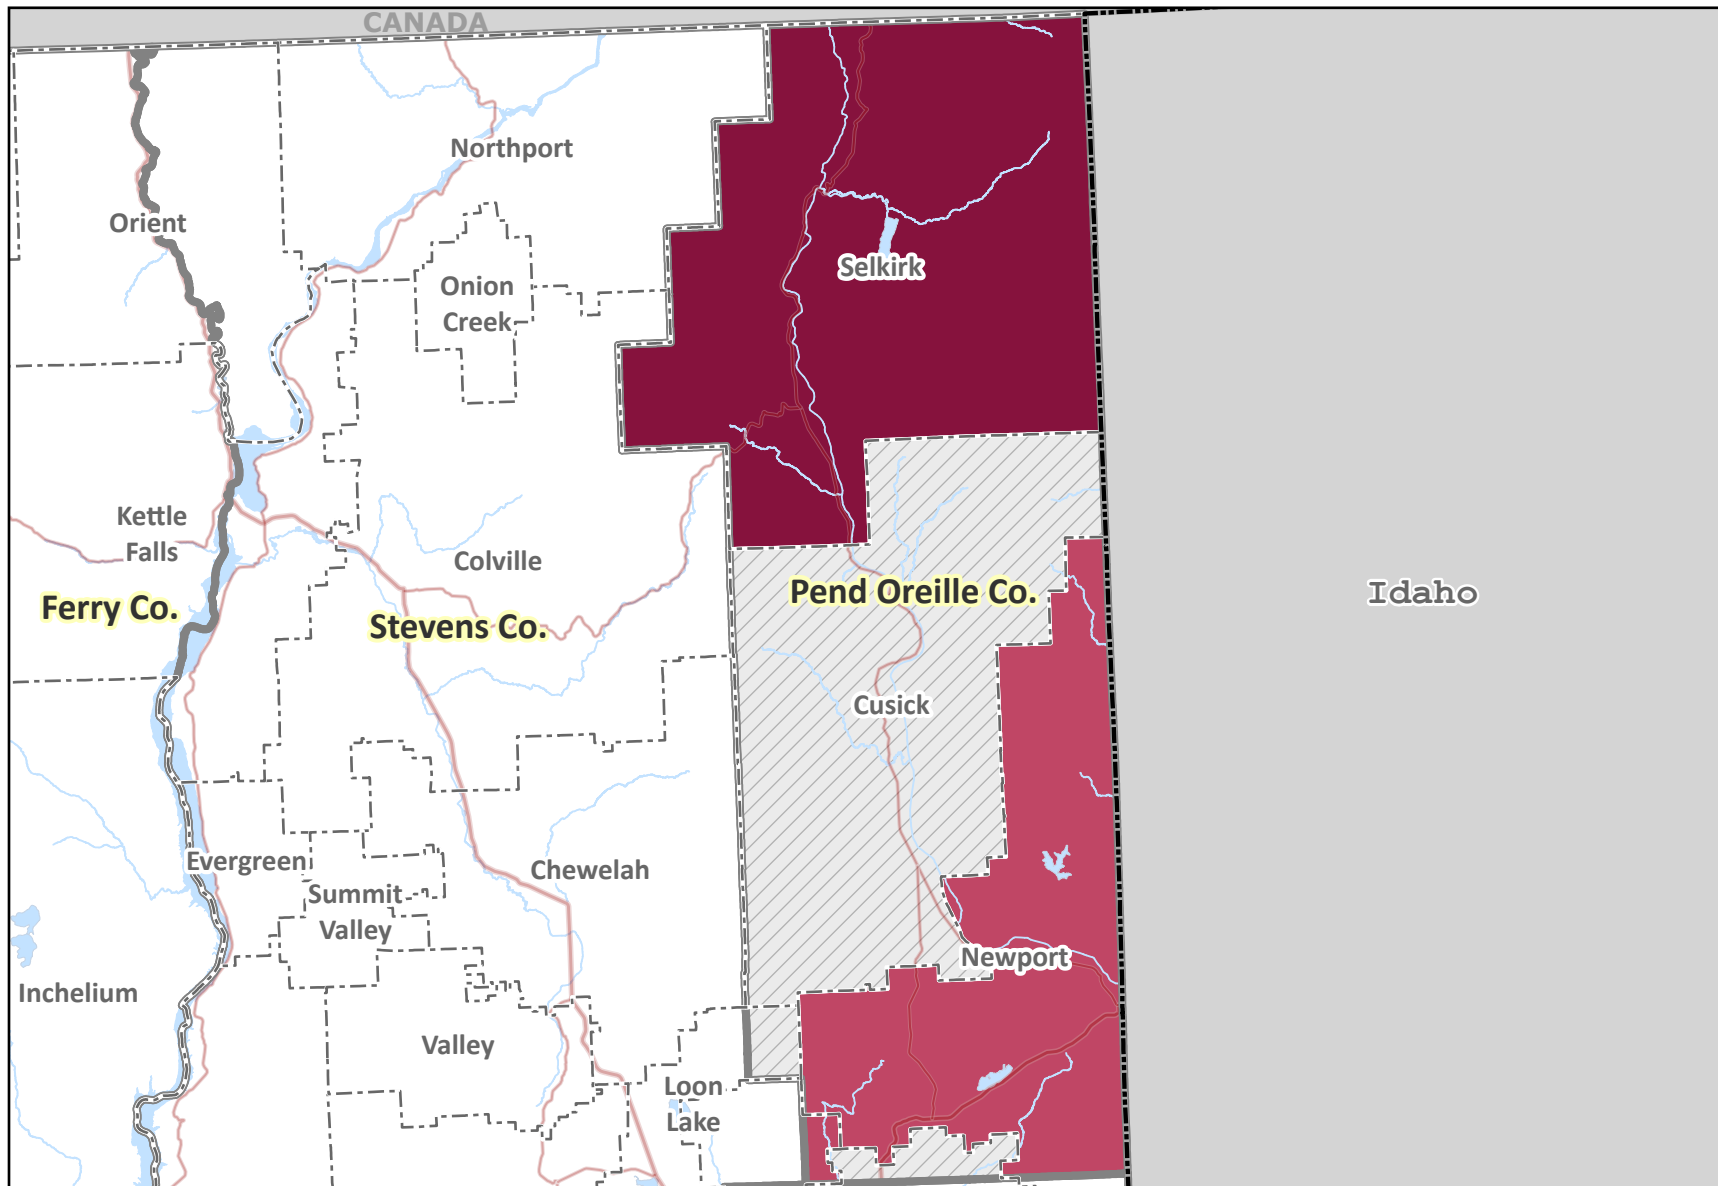 CANADA
Northport
Orient
Selkirk
Onion
Creek
Kettle
Falls
Colville
Pend Oreille Co.
Idaho
Ferry Co.
Stevens Co.
Cusick
Evergreen
Chewelah
Summit
Valley
Newport
Inchelium
Valley
Loon
Lake